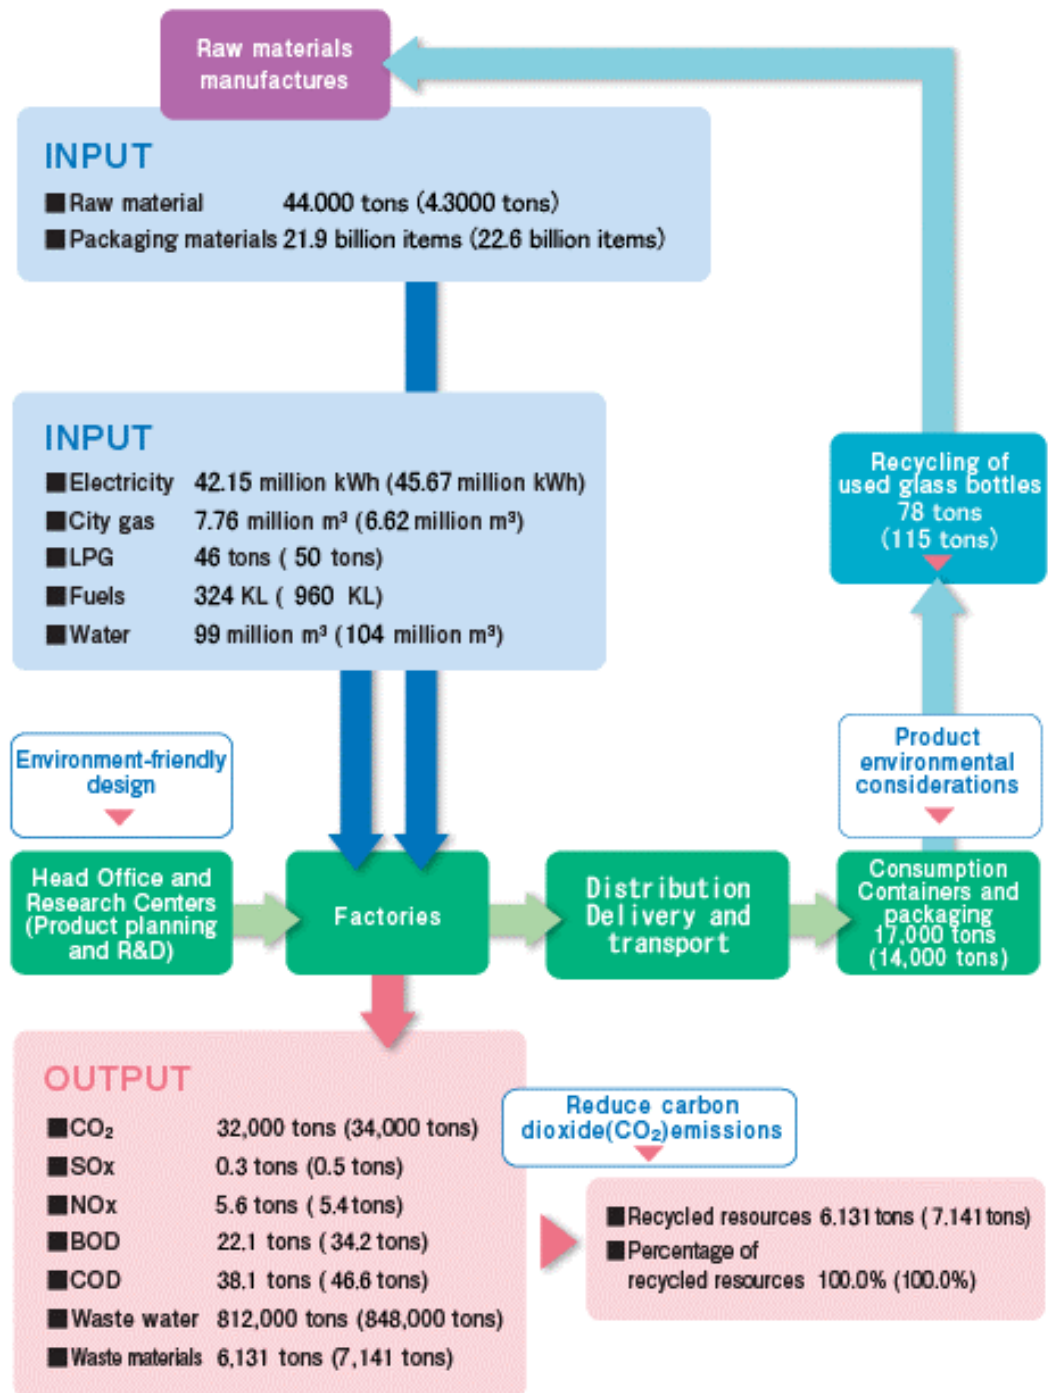 Raw materials
manufactures
INPUT
■Raw material 44.000 tons (4.3000 tons)
■Packaging materials 21.9 billion items (22.6 billion items)
INPUT
■Electricity 42.15 million kWh (45.67 million kWh)
■City gas 7.76 million m³ (6.62 million m³)
■LPG 46 tons ( 50 tons)
■Fuels 324 KL ( 960 KL)
■Water 99 million m³ (104 million m³)
Recycling of
used glass bottles
78 tons
(115 tons)
Product
environmental
considerations
Environment-friendly
design
Head Office and
Research Centers
(Product planning
and R&D)
Factories
Distribution
Delivery and
transport
Consumption
Containers and
packaging
17,000 tons
(14,000 tons)
OUTPUT
■CO₂ 32,000 tons (34,000 tons)
■SOx 0.3 tons (0.5 tons)
■NOx 5.6 tons ( 5.4 tons)
■BOD 22.1 tons ( 34.2 tons)
■COD 38.1 tons ( 46.6 tons)
■Waste water 812,000 tons (848,000 tons)
■Waste materials 6,131 tons (7,141 tons)
Reduce carbon
dioxide(CO₂)emissions
■Recycled resources 6.131 tons ( 7,141 tons)
■Percentage of
recycled resources 100.0% (100.0%)